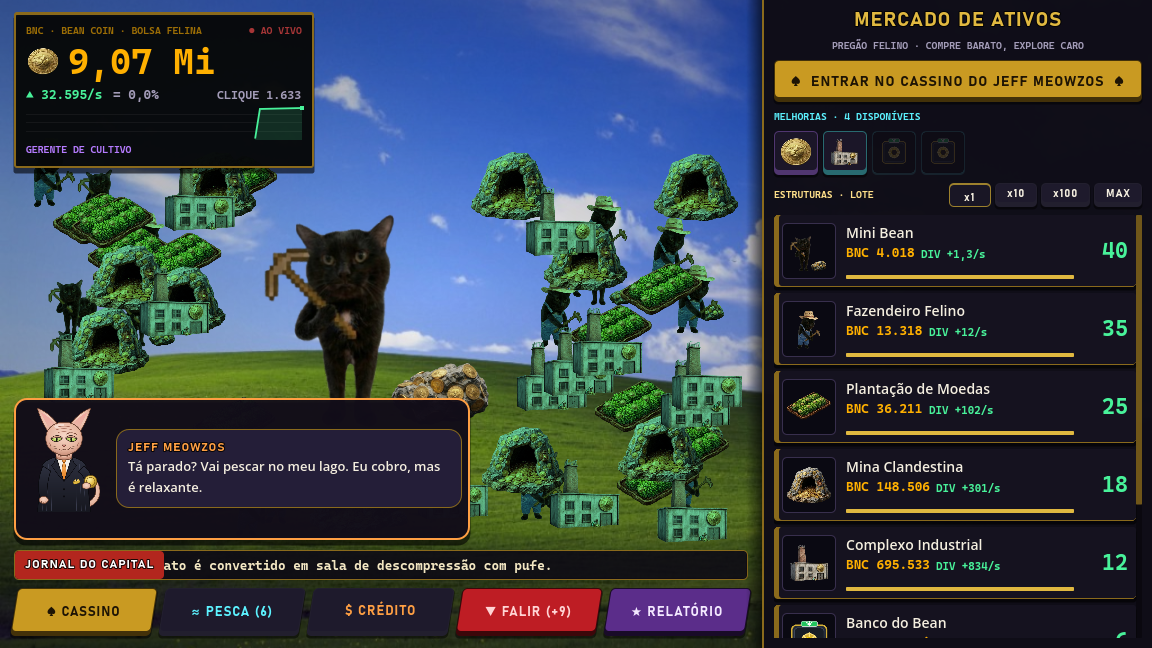 BNC · BEAN COIN · BOLSA FELINA
● AO VIVO
9,07 Mi
▲ 32.595/s = 0,0%
CLIQUE 1.633
GERENTE DE CULTIVO
JEFF MEOWZOS
Tá parado? Vai pescar no meu lago. Eu cobro, mas
é relaxante.
JORNAL DO CAPITAL
ato é convertido em sala de descompressão com pufe.
♠ CASSINO
≈ PESCA (6)
$ CRÉDITO
▼ FALIR (+9)
★ RELATÓRIO
MERCADO DE ATIVOS
PREGÃO FELINO · COMPRE BARATO, EXPLORE CARO
♠ ENTRAR NO CASSINO DO JEFF MEOWZOS ♠
MELHORIAS · 4 DISPONÍVEIS
ESTRUTURAS · LOTE
x1
x10
x100
MAX
Mini Bean
BNC 4.018 DIV +1,3/s
40
Fazendeiro Felino
BNC 13.318 DIV +12/s
35
Plantação de Moedas
BNC 36.211 DIV +102/s
25
Mina Clandestina
BNC 148.506 DIV +301/s
18
Complexo Industrial
BNC 695.533 DIV +834/s
12
Banco do Bean